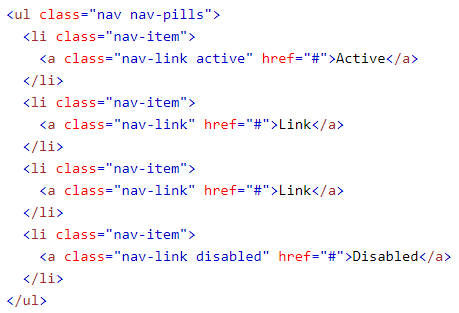 <ul class="nav nav-pills">
  <li class="nav-item">
    <a class="nav-link active" href="#">Active</a>
  </li>
  <li class="nav-item">
    <a class="nav-link" href="#">Link</a>
  </li>
  <li class="nav-item">
    <a class="nav-link" href="#">Link</a>
  </li>
  <li class="nav-item">
    <a class="nav-link disabled" href="#">Disabled</a>
  </li>
</ul>